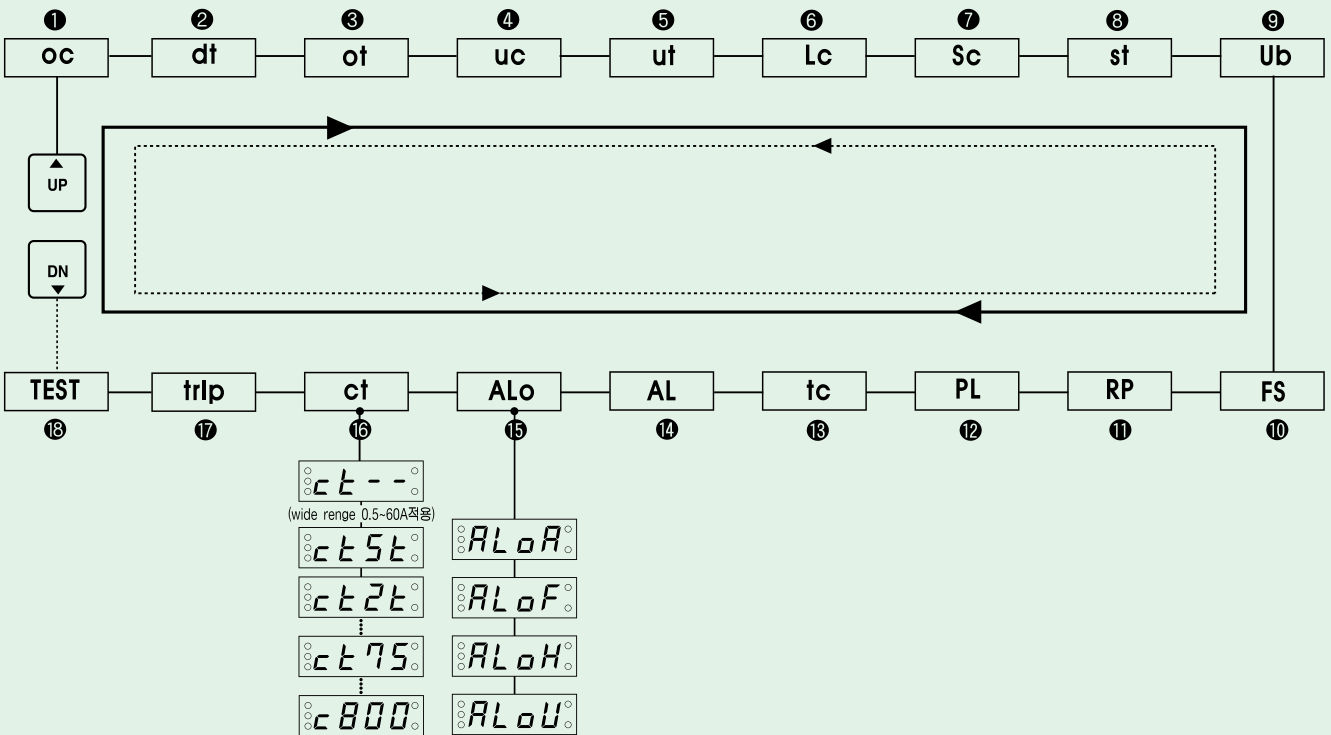 ❶ ❷ ❸ ❹ ❺ ❻ ❼ ❽ ❾
oc dt ot uc ut Lc Sc st Ub
UP
DN
TEST trIp ct ALo AL tc PL RP FS
⓲ ⓱ ⓰ ⓯ ⓮ ⓭ ⓬ ⓫ ❿
ct--
(wide renge 0.5~60A적용)
ct5t
ct2t
ct75
c800
ALoA
ALoF
ALoH
ALoU